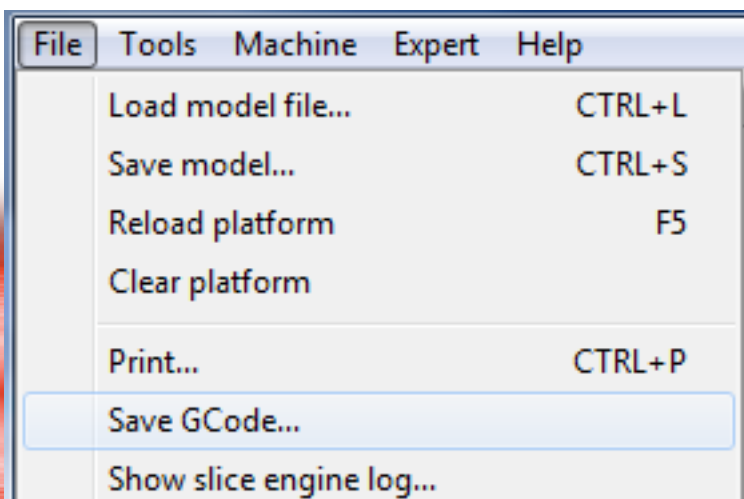 File Tools Machine Expert Help
Load model file... CTRL+L
Save model... CTRL+S
Reload platform F5
Clear platform
Print... CTRL+P
Save GCode...
Show slice engine log...